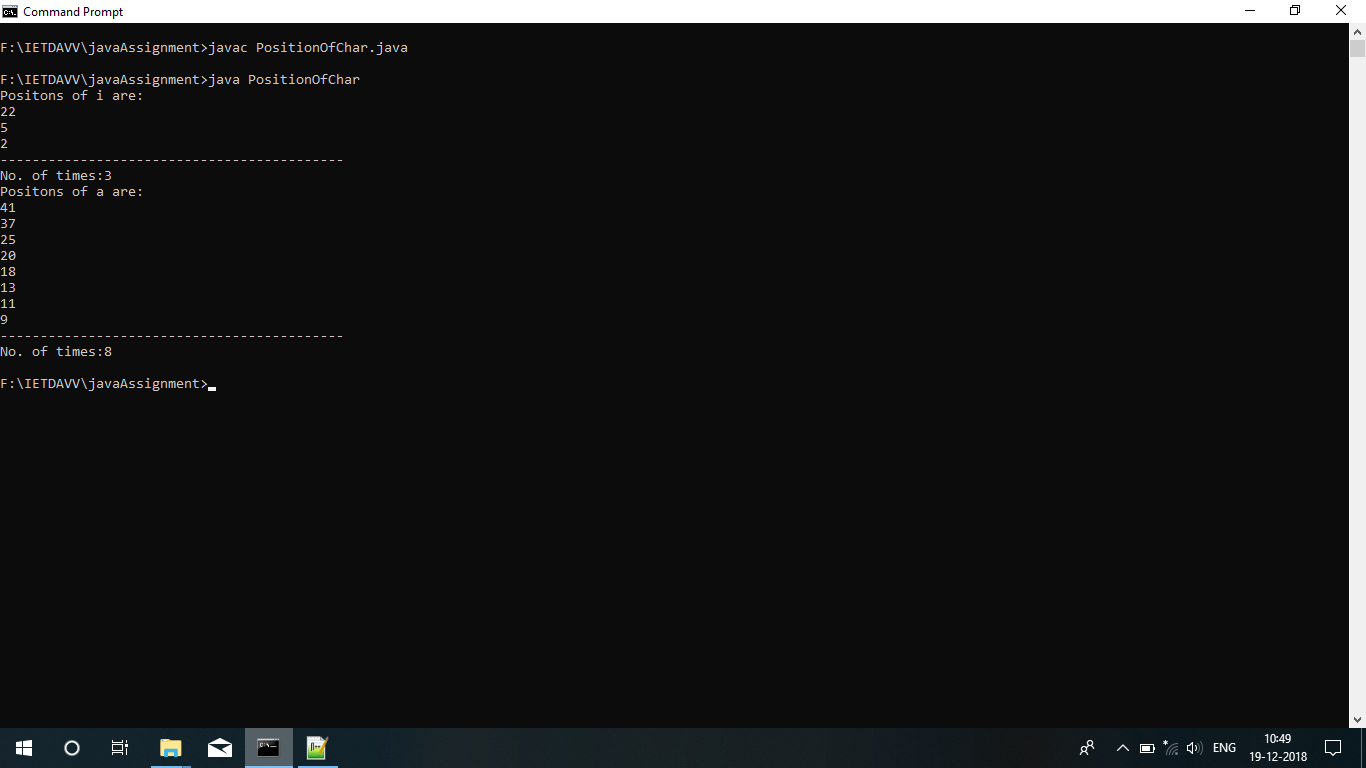 Command Prompt
F:\IETDAVV\javaAssignment>javac PositionOfChar.java
F:\IETDAVV\javaAssignment>java PositionOfChar
Positons of i are:
22
5
2
-------------------------------------------
No. of times:3
Positons of a are:
41
37
25
20
18
13
11
9
-------------------------------------------
No. of times:8
F:\IETDAVV\javaAssignment>
ENG
10:49
19-12-2018